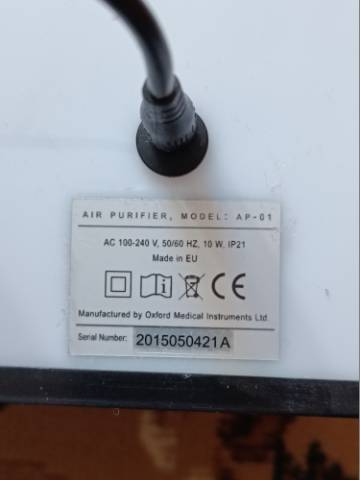 AIR PURIFIER, MODEL: AP-01
AC 100-240 V, 50/60 HZ, 10 W, IP21
Made in EU
CE
Manufactured by Oxford Medical Instruments Ltd.
Serial Number: 2015050421A